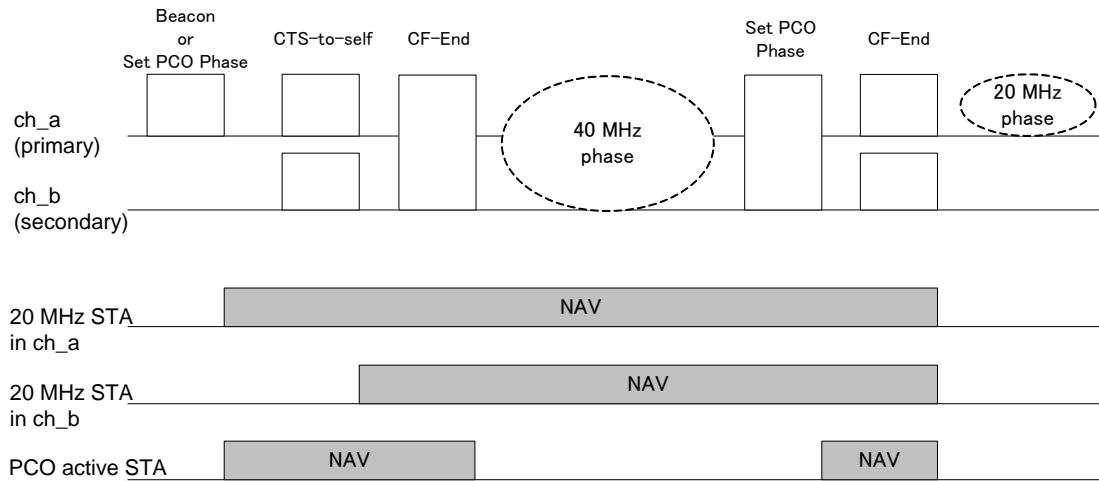 Beacon
or
Set PCO Phase
CTS-to-self
CF-End
Set PCO
Phase
CF-End
ch_a
(primary)
40 MHz
phase
20 MHz
phase
ch_b
(secondary)
20 MHz STA
in ch_a
NAV
20 MHz STA
in ch_b
NAV
PCO active STA
NAV
NAV